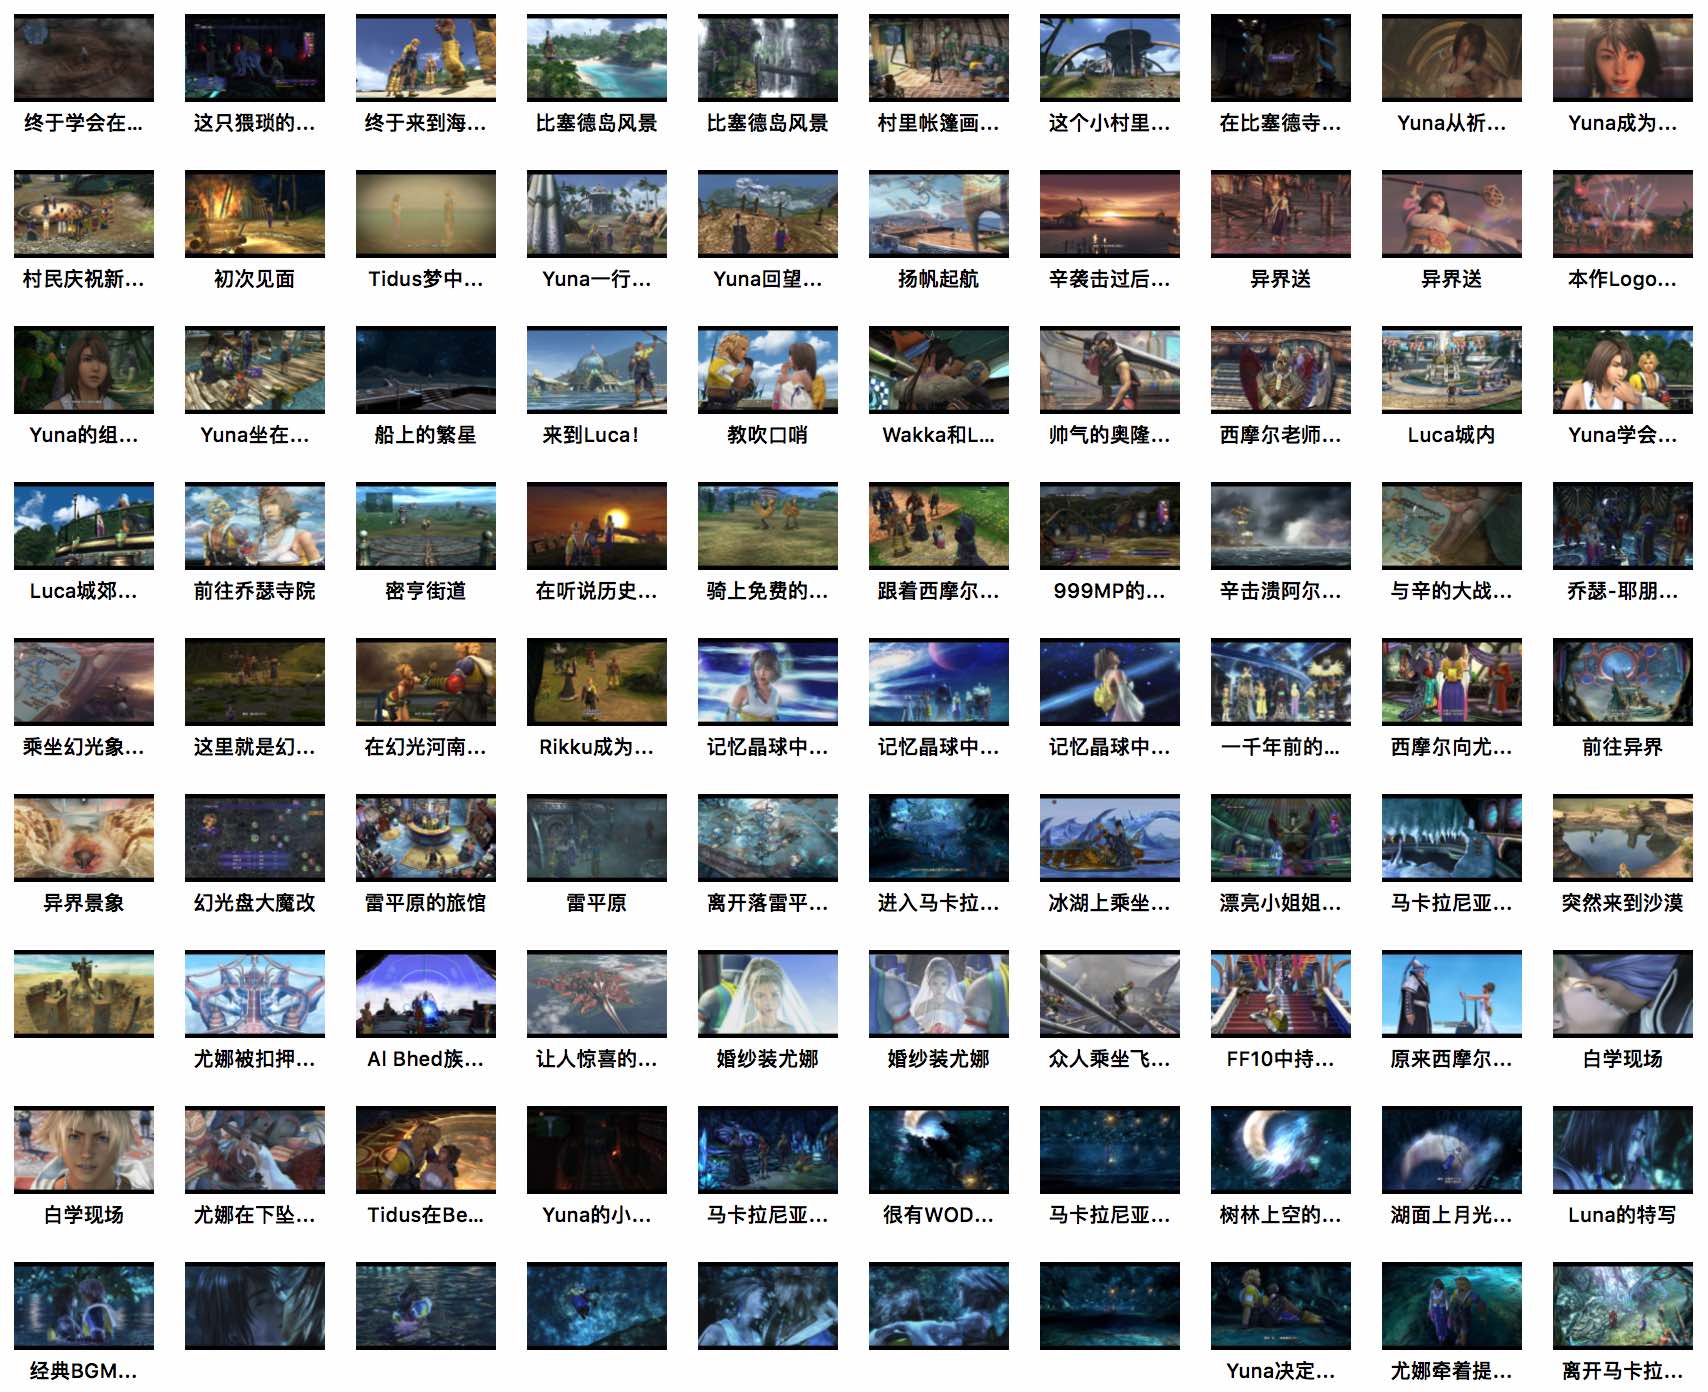 终于学会在...
这只猥琐的...
终于来到海...
比塞德岛风景
比塞德岛风景
村里帐篷画...
这个小村里...
在比塞德寺...
Yuna从祈...
Yuna成为...
村民庆祝新...
初次见面
Tidus梦中...
Yuna一行...
Yuna回望...
扬帆起航
辛袭击过后...
异界送
异界送
本作Logo...
Yuna的组...
Yuna坐在...
船上的繁星
来到Luca！
教吹口哨
Wakka和L...
帅气的奥隆...
西摩尔老师...
Luca城内
Yuna学会...
Luca城郊...
前往乔瑟寺院
密亨街道
在听说历史...
骑上免费的...
跟着西摩尔...
999MP的...
辛击溃阿尔...
与辛的大战...
乔瑟-耶朋...
乘坐幻光象...
这里就是幻...
在幻光河南...
Rikku成为...
记忆晶球中...
记忆晶球中...
记忆晶球中...
一千年前的...
西摩尔向尤...
前往异界
异界景象
幻光盘大魔改
雷平原的旅馆
雷平原
离开落雷平...
进入马卡拉...
冰湖上乘坐...
漂亮小姐姐...
马卡拉尼亚...
突然来到沙漠
尤娜被扣押...
Al Bhed族...
让人惊喜的...
婚纱装尤娜
婚纱装尤娜
众人乘坐飞...
FF10中持...
原来西摩尔...
白学现场
白学现场
尤娜在下坠...
Tidus在Be...
Yuna的小...
马卡拉尼亚...
很有WOD...
马卡拉尼亚...
树林上空的...
湖面上月光...
Luna的特写
经典BGM...
Yuna决定...
尤娜牵着提...
离开马卡拉...